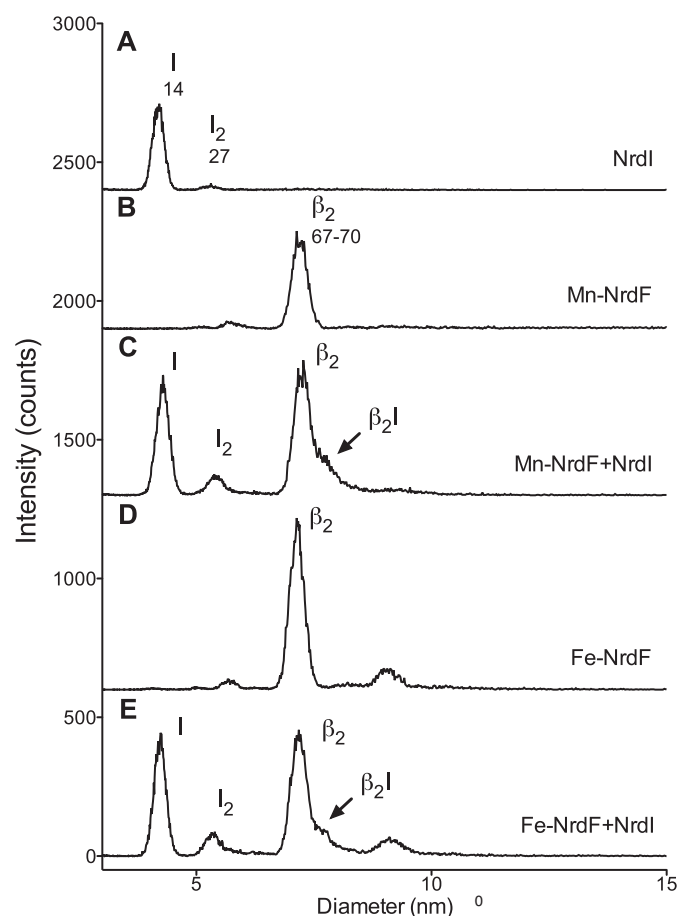 3000
A
I
14
I2
27
2500
NrdI
B
β2
67-70
2000
Mn-NrdF
C
I
β2
I2
β2I
1500
Mn-NrdF+NrdI
Intensity (counts)
D
β2
1000
Fe-NrdF
500
E
I
β2
I2
β2I
Fe-NrdF+NrdI
0
5 10 15
Diameter (nm) 0